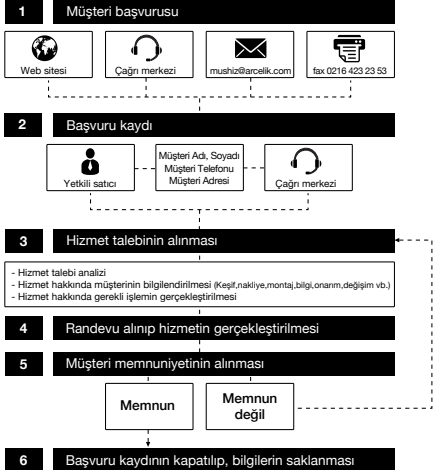 1 Müşteri başvurusu
Web sitesi
Çağrı merkezi
mushiz@arcelik.com
fax 0216 423 23 53
2 Başvuru kaydı
Yetkili satıcı
Müşteri Adı, Soyadı
Müşteri Telefonu
Müşteri Adresi
Çağrı merkezi
3 Hizmet talebinin alınması
- Hizmet talebi analizi
- Hizmet hakkında müşterinin bilgilendirilmesi (Keşif,nakliye,montaj,bilgi,onarım,değişim vb.)
- Hizmet hakkında gerekli işlemin gerçekleştirilmesi
4 Randevu alınıp hizmetin gerçekleştirilmesi
5 Müşteri memnuniyetinin alınması
Memnun
Memnun
değil
6 Başvuru kaydının kapatılıp, bilgilerin saklanması